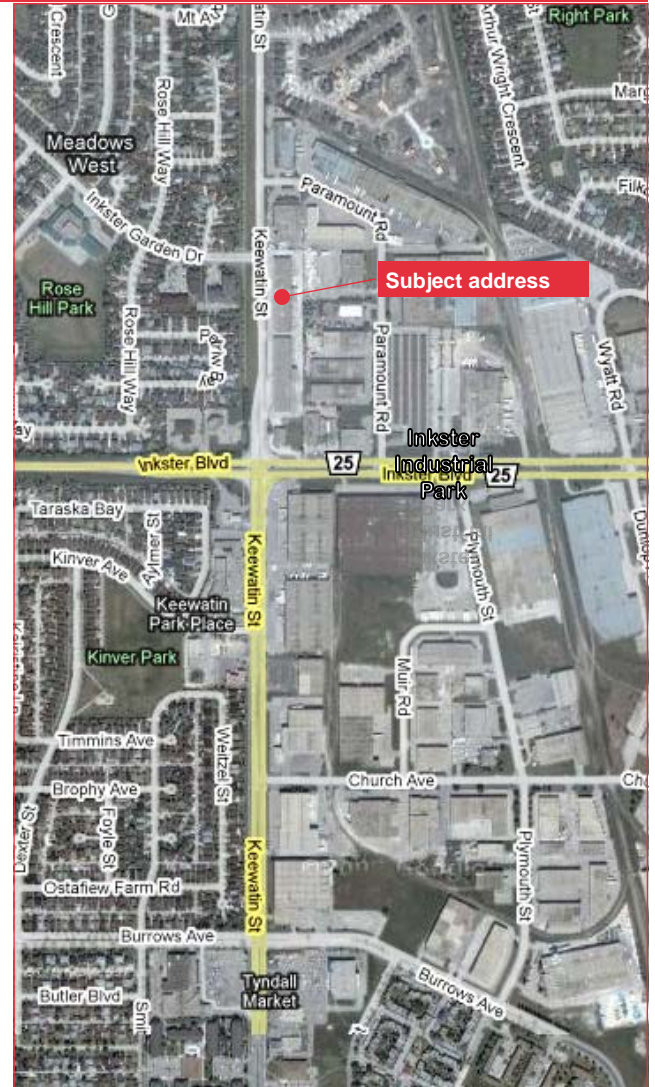 Right Park
Mt A
Crescent
Keewatin St
Arthur Wright Crescent
Marg
Rose Hill Way
Meadows
West
Paramount Rd
Filk
Inkster Garden Dr
Keewatin St
Subject address
Rose
Hill Park
Rose Hill Way
Paramount Rd
Wyatt Rd
Inkster Blvd
25
Inkster
Industrial
Park
Inkster Blvd
25
Taraska Bay
Aylmer St
Kinver Ave
Keewatin St
Plymouth St
Keewatin
Park Place
Kinver Park
Muir Rd
Timmins Ave
Weitzel St
Church Ave
Ch
Brophy Ave
Dexter St
Foyle St
Keewatin St
Plymouth St
Ostafiew Farm Rd
Burrows Ave
Burrows Ave
Tyndall
Market
Butler Blvd